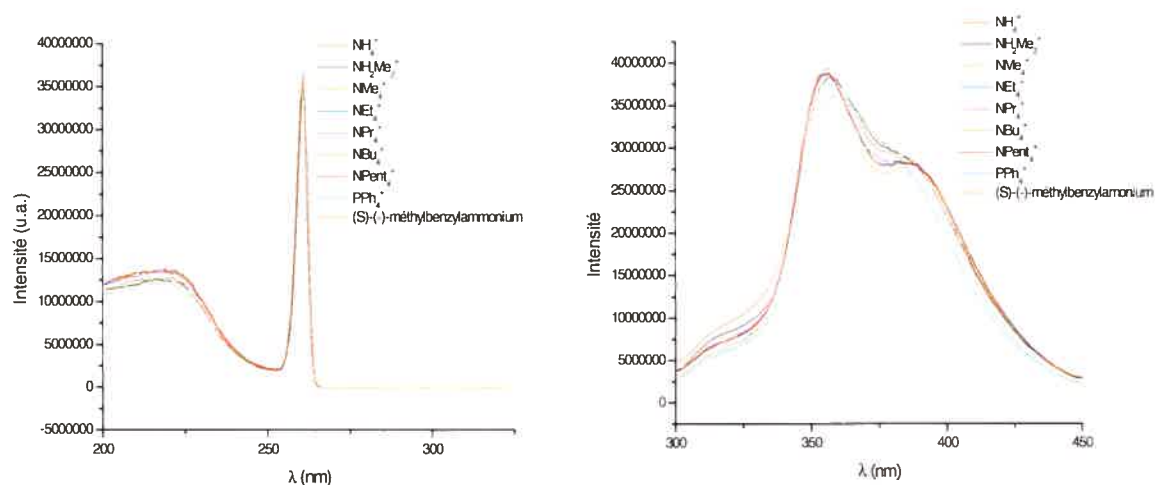 NH4+
NH2Me2+
NMe4+
NEt4+
NPr4+
NBu4+
NPent4+
PPh4+
(S)-(-)-méthylbenzylammonium
40000000
35000000
30000000
25000000
20000000
15000000
10000000
5000000
0
-5000000
Intensité (u.a.)
200
250
300
λ (nm)
NH4+
NH2Me2+
NMe4+
NEt4+
NPr4+
NBu4+
NPent4+
PPh4+
(S)-(-)-méthylbenzylamonium
40000000
35000000
30000000
25000000
20000000
15000000
10000000
5000000
0
Intensité
300
350
400
450
λ (nm)